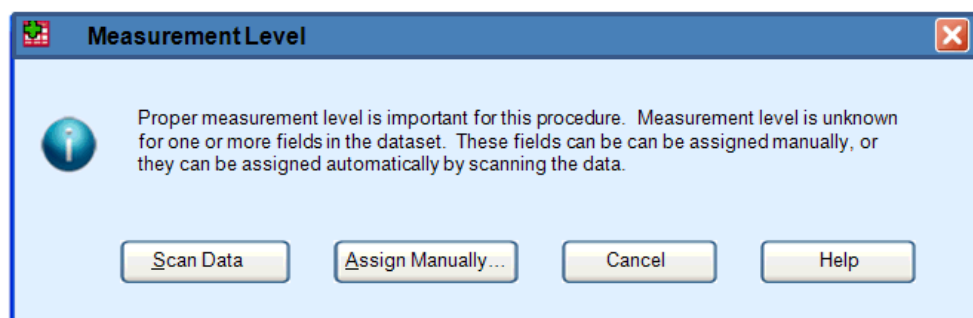 Measurement Level
Proper measurement level is important for this procedure. Measurement level is unknown
for one or more fields in the dataset. These fields can be can be assigned manually, or
they can be assigned automatically by scanning the data.
Scan Data Assign Manually... Cancel Help